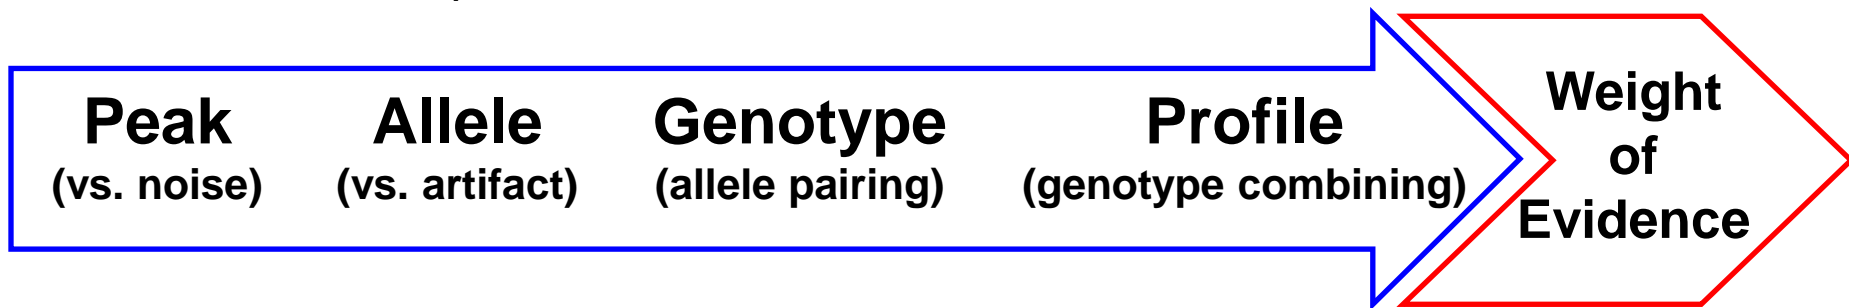 Peak Allele Genotype Profile
(vs. noise) (vs. artifact) (allele pairing) (genotype combining)
Weight
of
Evidence